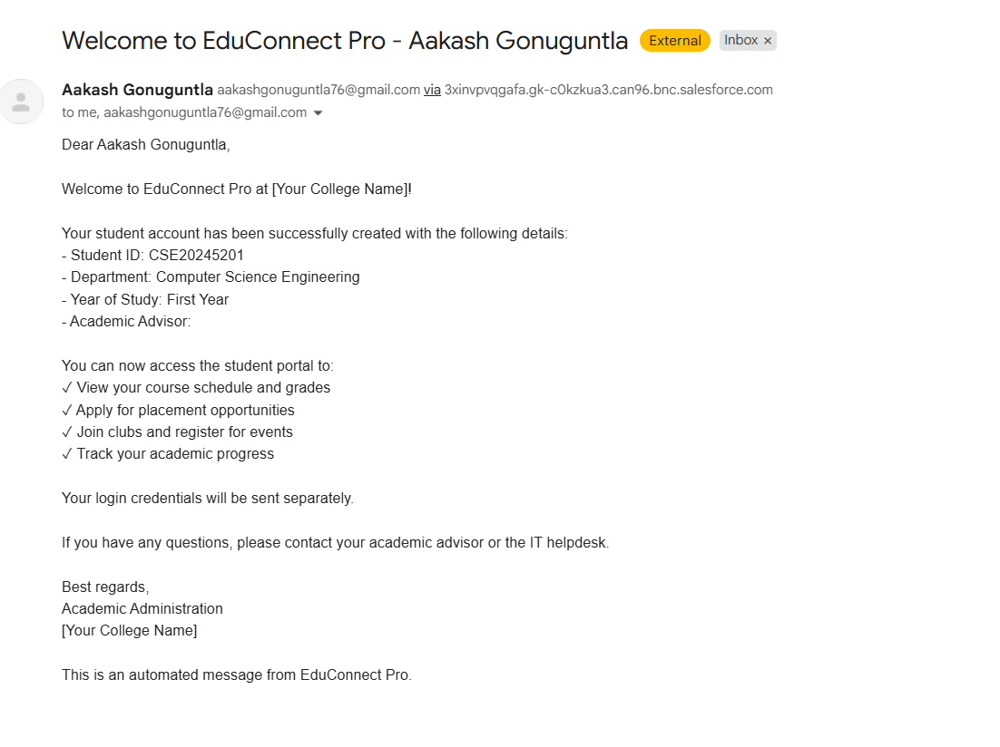 Welcome to EduConnect Pro - Aakash Gonuguntla External Inbox ×
Aakash Gonuguntla aakashgonuguntla76@gmail.com via 3xinvpvqgafa.gk-c0kzkua3.can96.bnc.salesforce.com
to me, aakashgonuguntla76@gmail.com
Dear Aakash Gonuguntla,
Welcome to EduConnect Pro at [Your College Name]!
Your student account has been successfully created with the following details:
- Student ID: CSE20245201
- Department: Computer Science Engineering
- Year of Study: First Year
- Academic Advisor:
You can now access the student portal to:
✓ View your course schedule and grades
✓ Apply for placement opportunities
✓ Join clubs and register for events
✓ Track your academic progress
Your login credentials will be sent separately.
If you have any questions, please contact your academic advisor or the IT helpdesk.
Best regards,
Academic Administration
[Your College Name]
This is an automated message from EduConnect Pro.